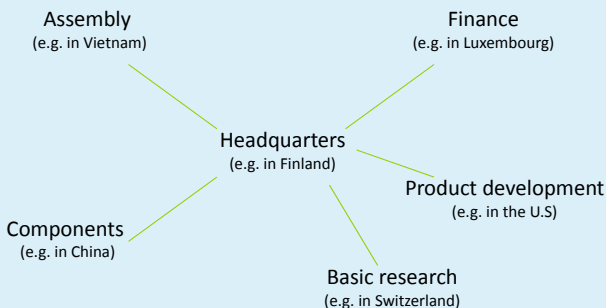 Assembly
(e.g. in Vietnam)
Finance
(e.g. in Luxembourg)
Headquarters
(e.g. in Finland)
Product development
(e.g. in the U.S)
Components
(e.g. in China)
Basic research
(e.g. in Switzerland)